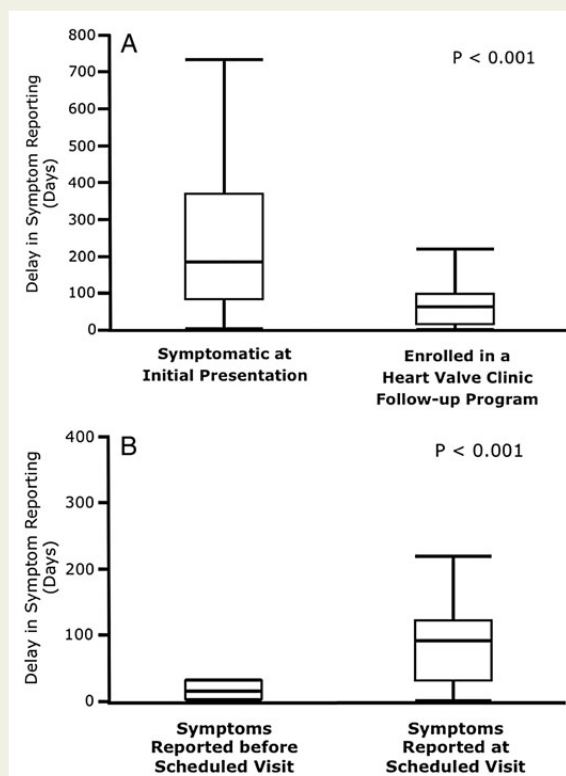 A
P < 0.001
Delay in Symptom Reporting
(Days)
800
700
600
500
400
300
200
100
0
Symptomatic at
Initial Presentation
Enrolled in a
Heart Valve Clinic
Follow-up Program
B
P < 0.001
Delay in Symptom Reporting
(Days)
400
300
200
100
0
Symptoms
Reported before
Scheduled Visit
Symptoms
Reported at
Scheduled Visit